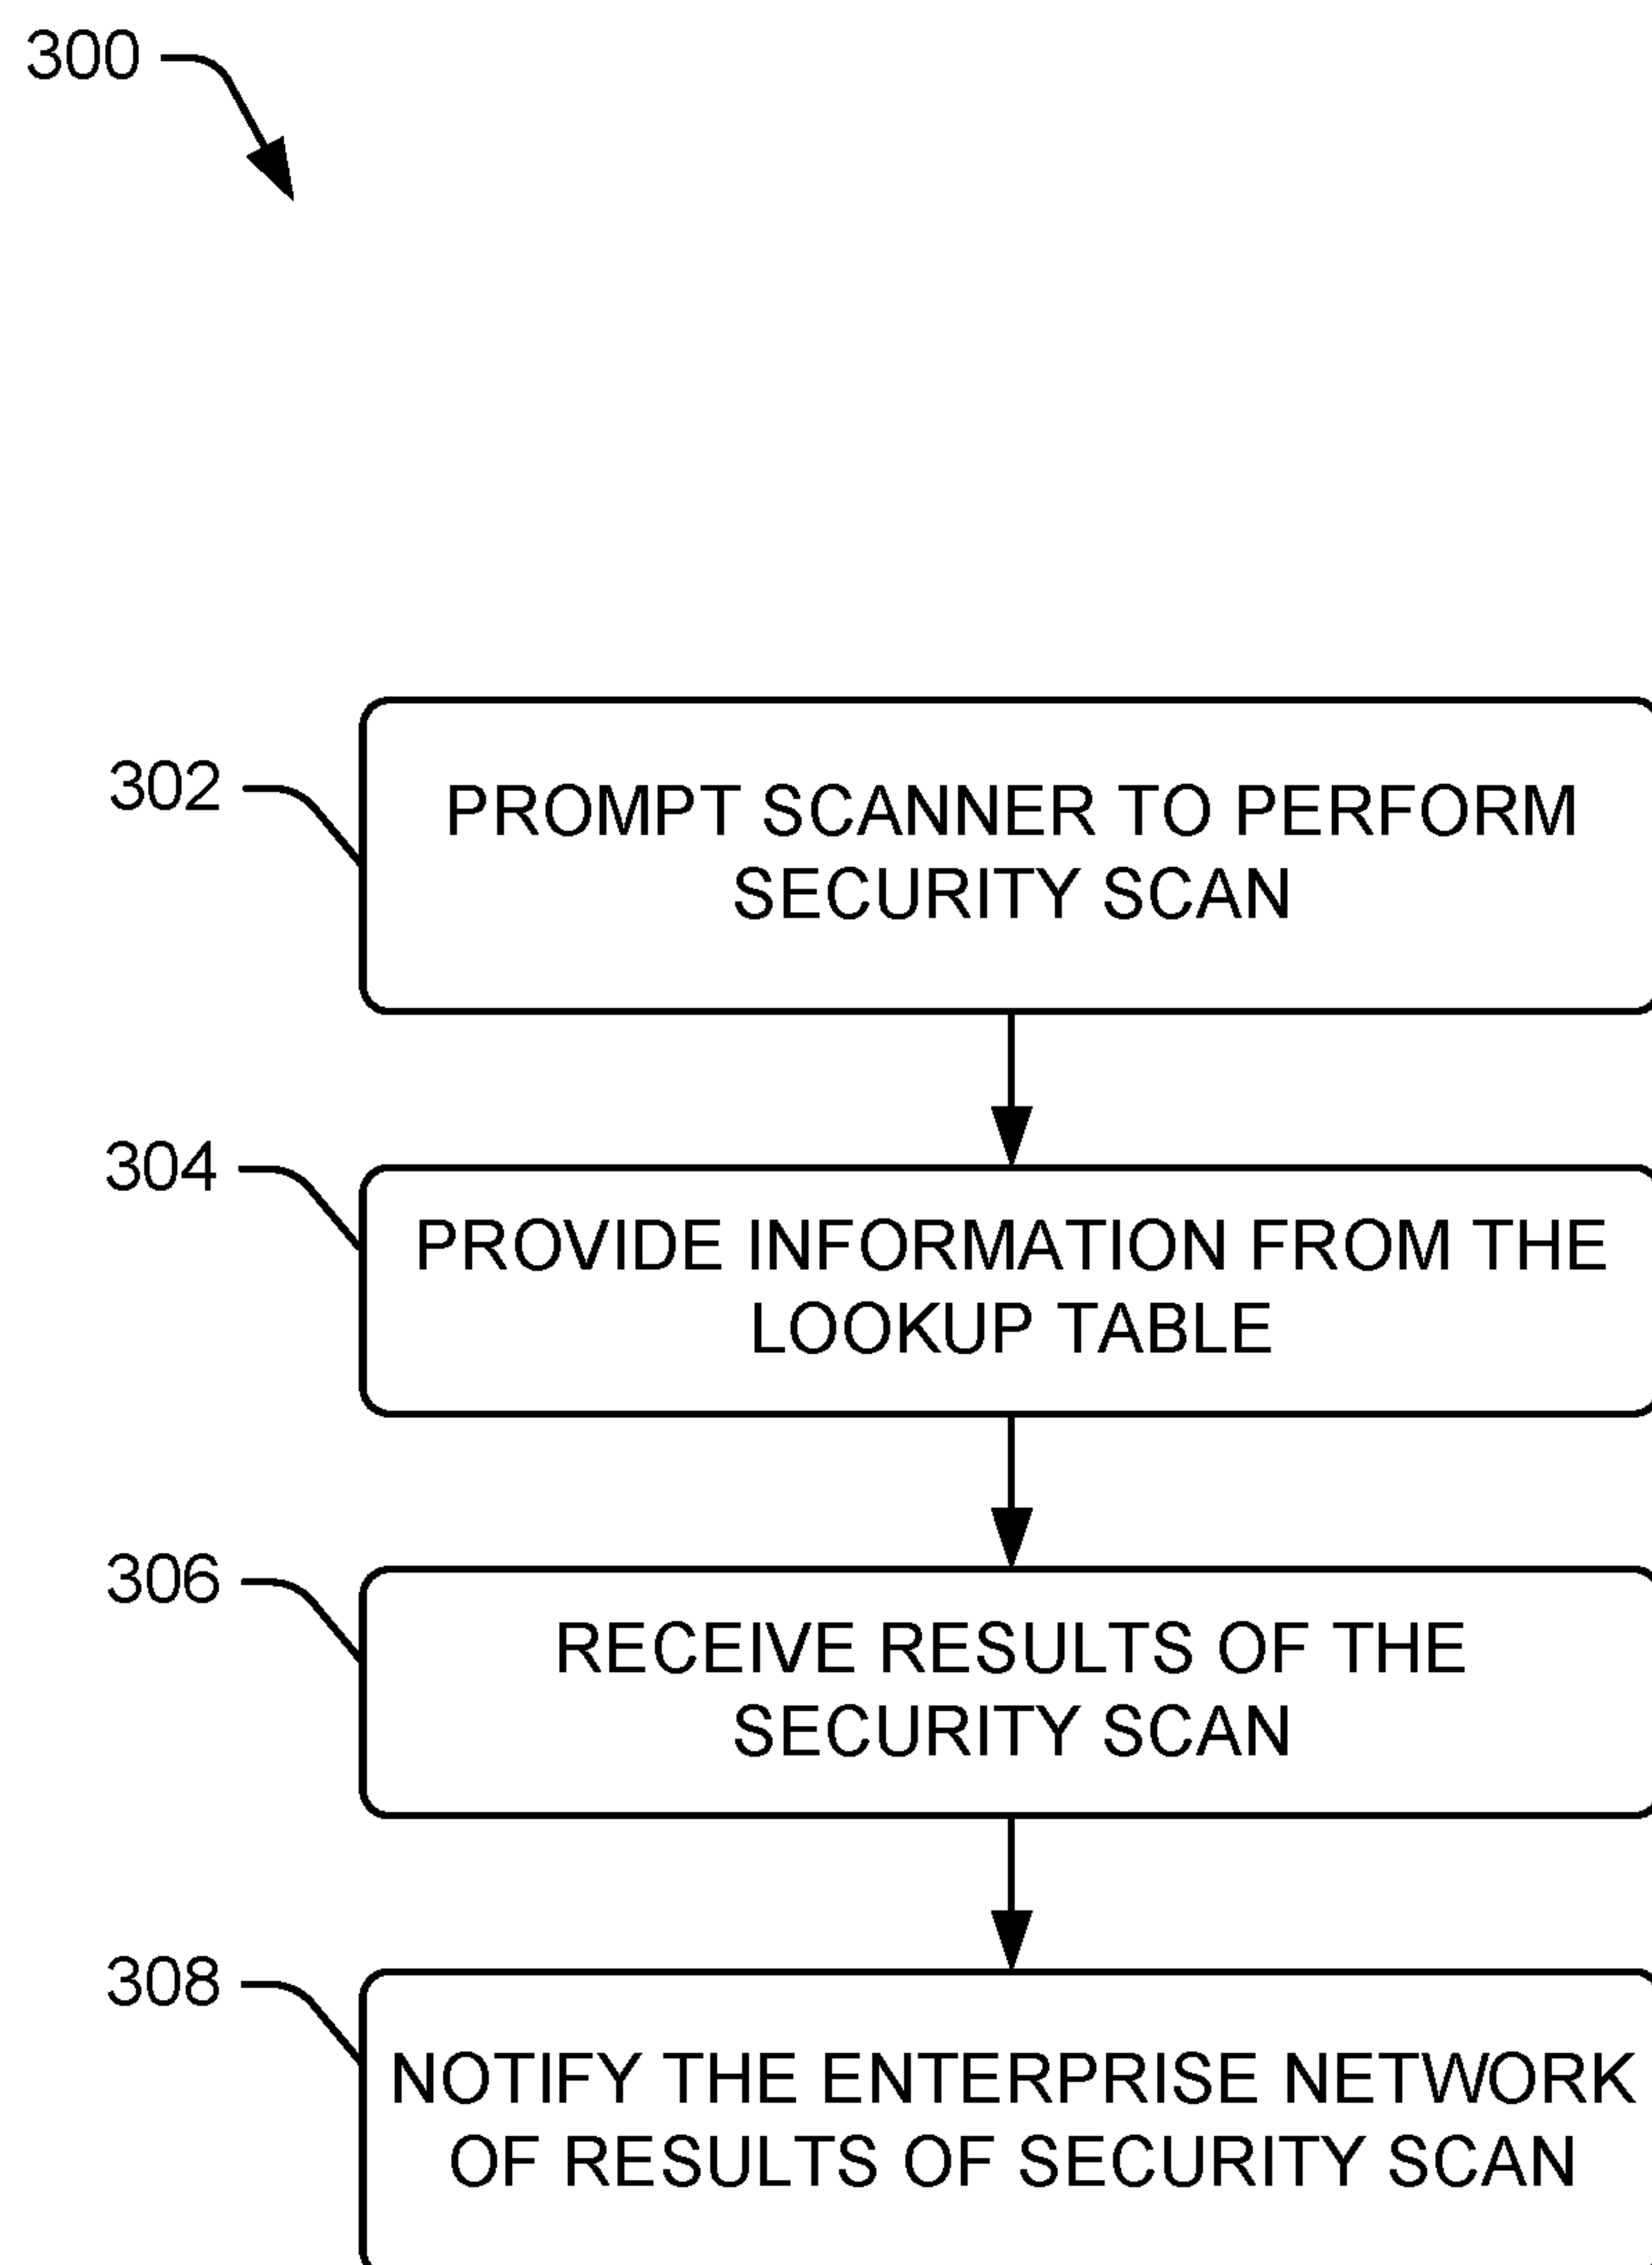 300
302
PROMPT SCANNER TO PERFORM
SECURITY SCAN
304
PROVIDE INFORMATION FROM THE
LOOKUP TABLE
306
RECEIVE RESULTS OF THE
SECURITY SCAN
308
NOTIFY THE ENTERPRISE NETWORK
OF RESULTS OF SECURITY SCAN